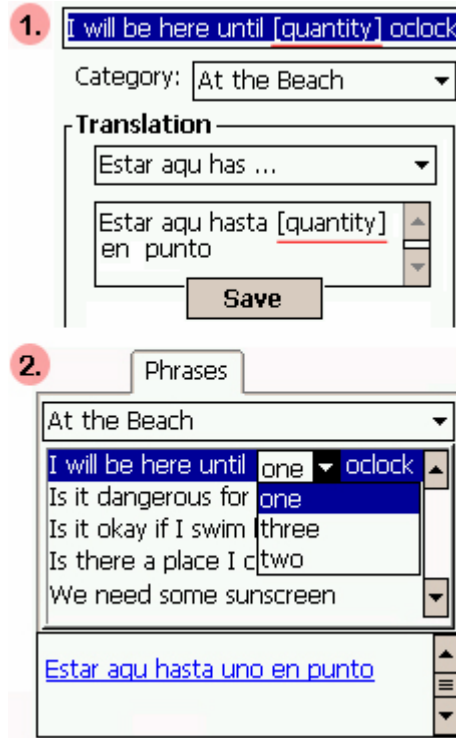 1.
I will be here until [quantity] oclock
Category: At the Beach
Translation
Estar aqu has ...
Estar aqu hasta [quantity]
en punto
Save
2.
Phrases
At the Beach
I will be here until one oclock
Is it dangerous for one
Is it okay if I swim three
Is there a place I c two
We need some sunscreen
Estar aqu hasta uno en punto